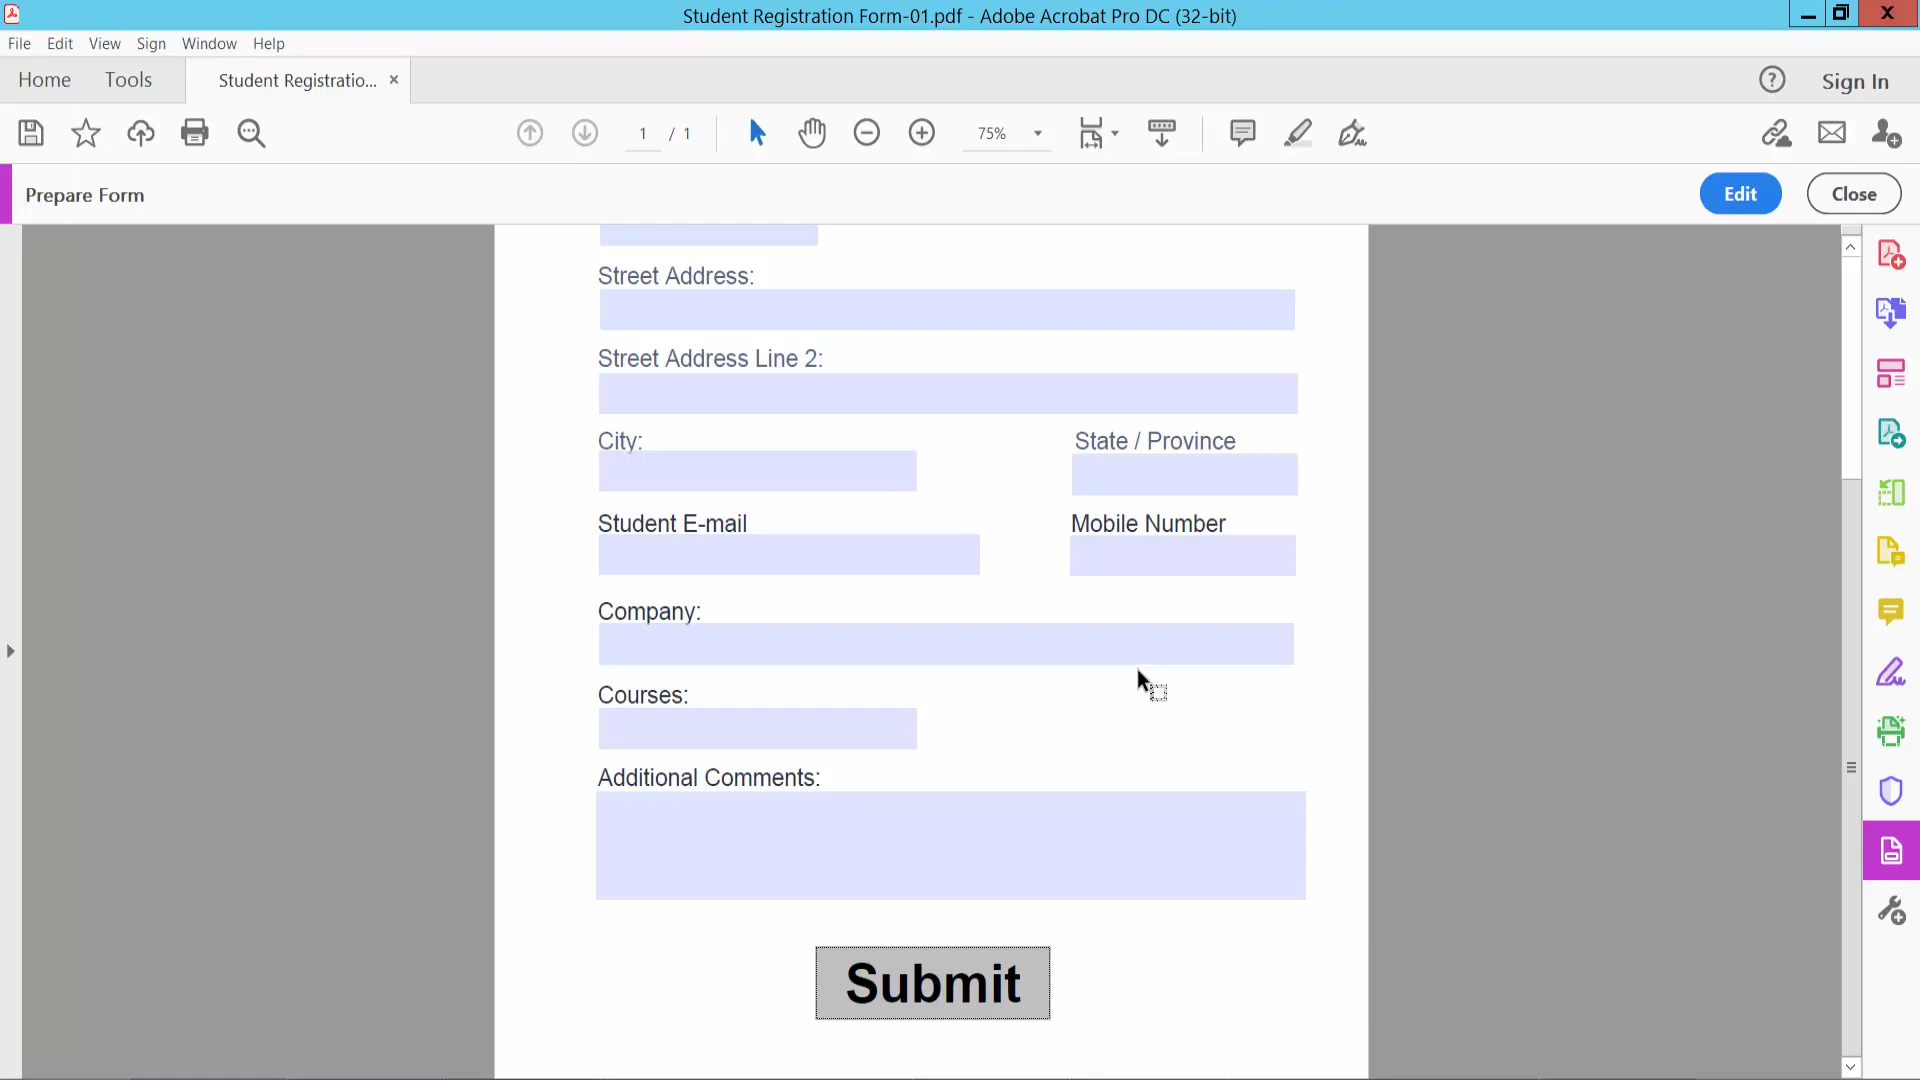 Student Registration Form-01.pdf - Adobe Acrobat Pro DC (32-bit)
File Edit View Sign Window Help
Home Tools Student Registratio... × Sign In
1 / 1 75%
Prepare Form Edit Close
Street Address:
Street Address Line 2:
City: State / Province
Student E-mail Mobile Number
Company:
Courses:
Additional Comments:
Submit